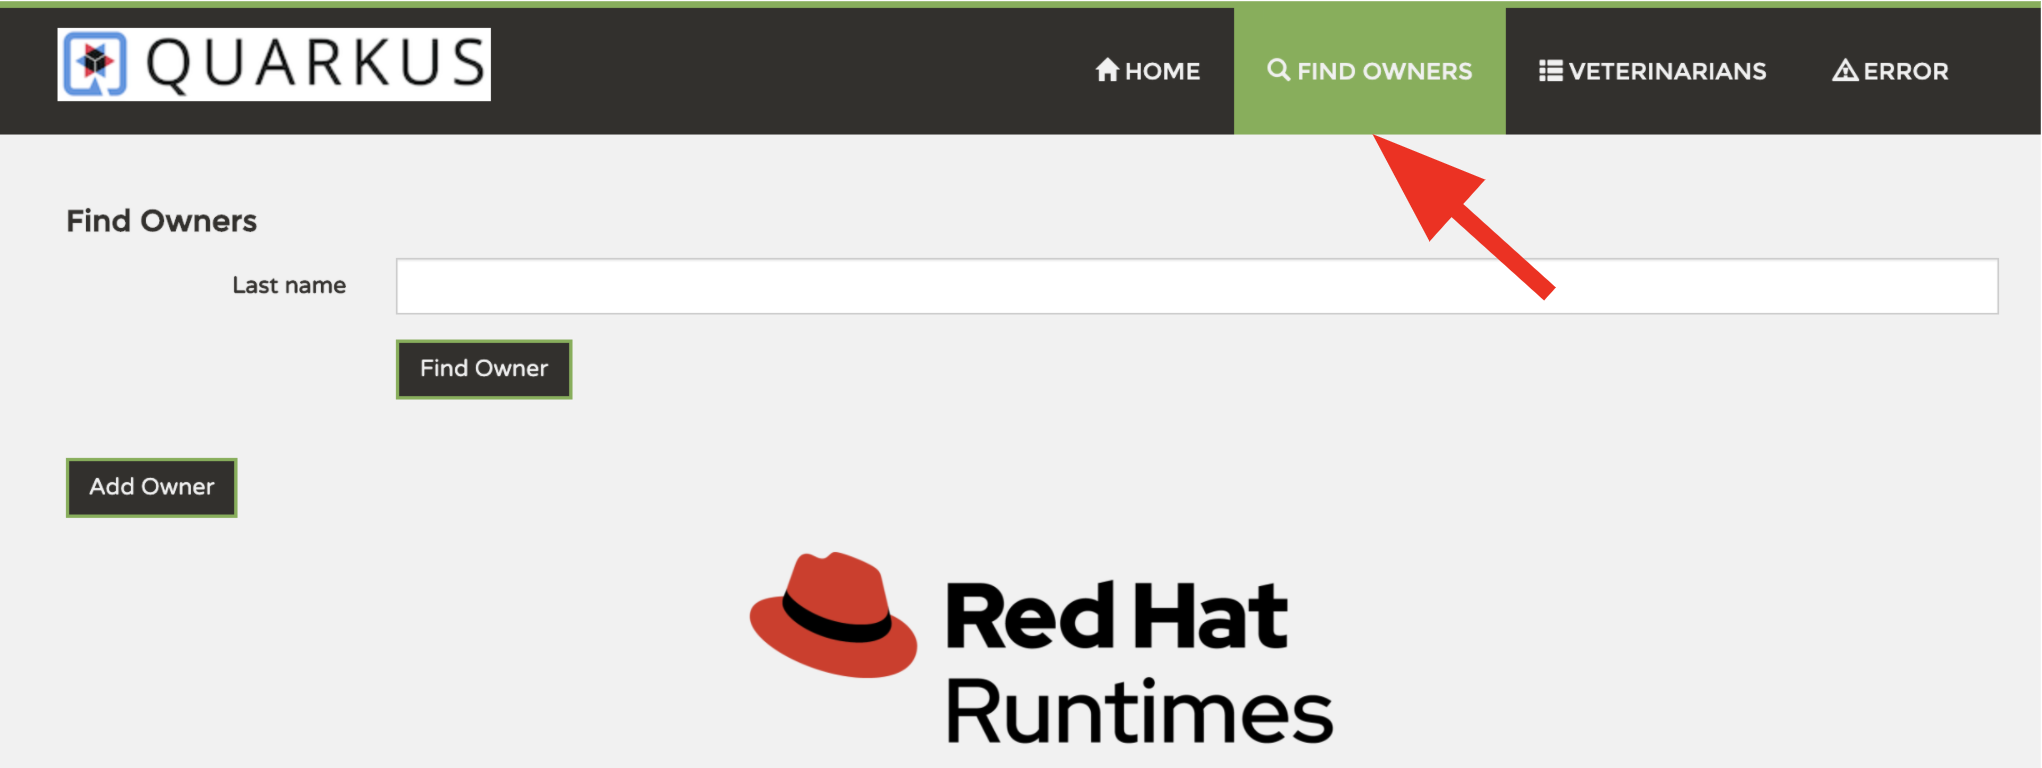 QUARKUS
HOME
FIND OWNERS
VETERINARIANS
ERROR
Find Owners
Last name
Find Owner
Add Owner
Red Hat
Runtimes